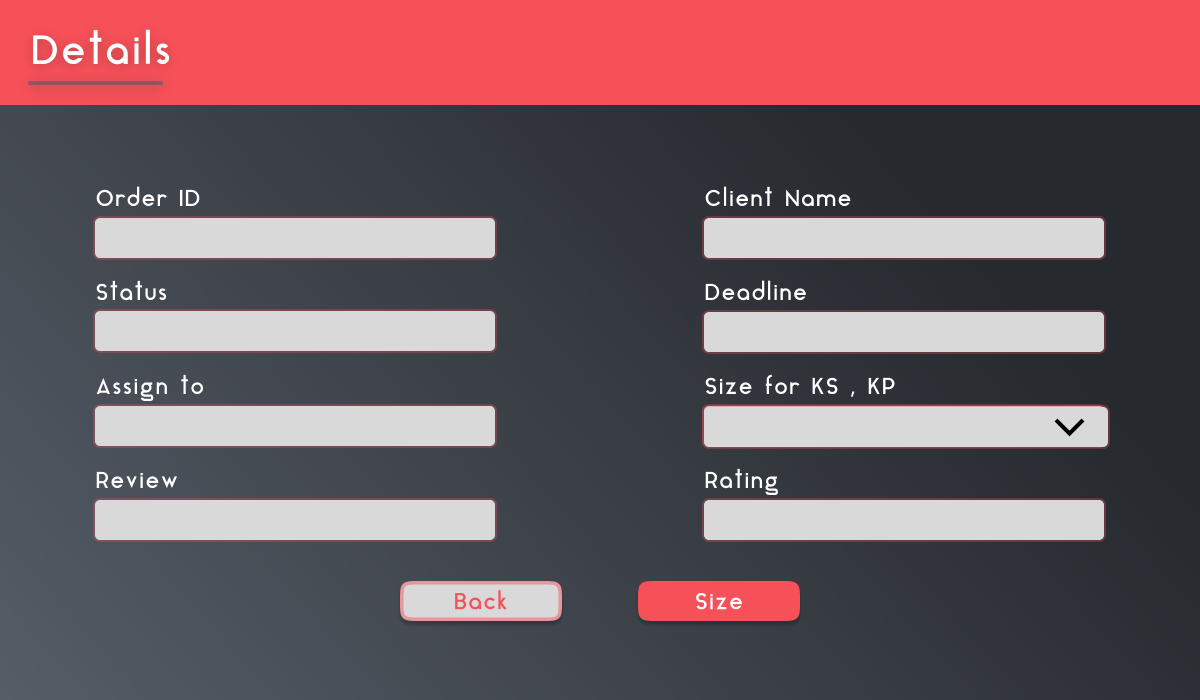 Details
Order ID
Client Name
Status
Deadline
Assign to
Size for KS , KP
Review
Rating
Back
Size